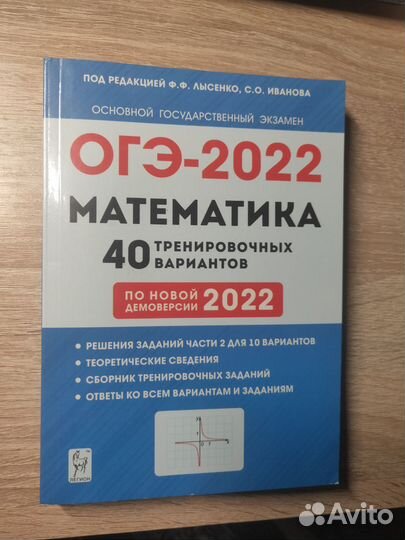 ПОД РЕДАКЦИЕЙ Ф.Ф. ЛЫСЕНКО, С.О. ИВАНОВА
ОСНОВНОЙ ГОСУДАРСТВЕННЫЙ ЭКЗАМЕН
ОГЭ-2022
МАТЕМАТИКА
40 ТРЕНИРОВОЧНЫХ
ВАРИАНТОВ
ПО НОВОЙ
ДЕМОВЕРСИИ 2022
• РЕШЕНИЯ ЗАДАНИЙ ЧАСТИ 2 ДЛЯ 10 ВАРИАНТОВ
• ТЕОРЕТИЧЕСКИЕ СВЕДЕНИЯ
• СБОРНИК ТРЕНИРОВОЧНЫХ ЗАДАНИЙ
• ОТВЕТЫ КО ВСЕМ ВАРИАНТАМ И ЗАДАНИЯМ
ЛЕГИОН
Avito